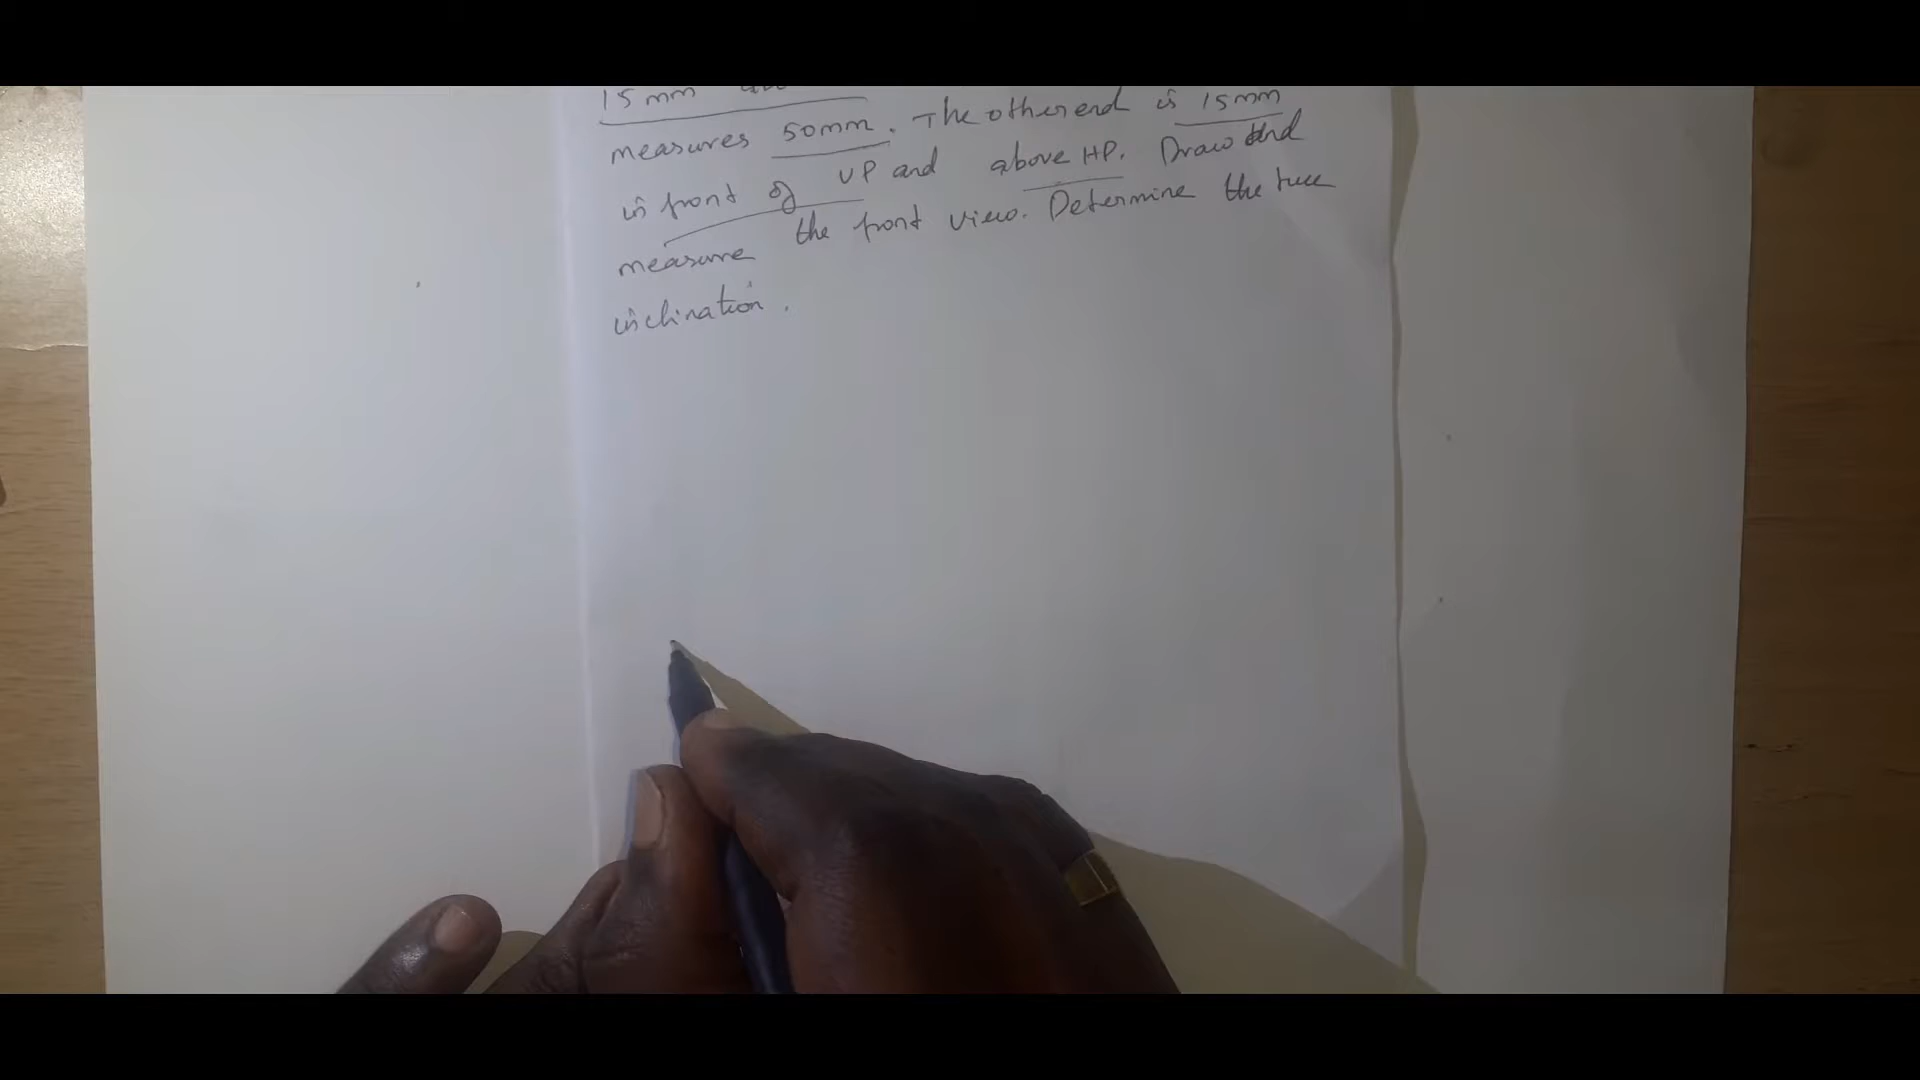 15 mm
measures 50mm. The other end is 15mm
in front of VP and above HP. Draw and
measure the front view. Determine the true
inclination.